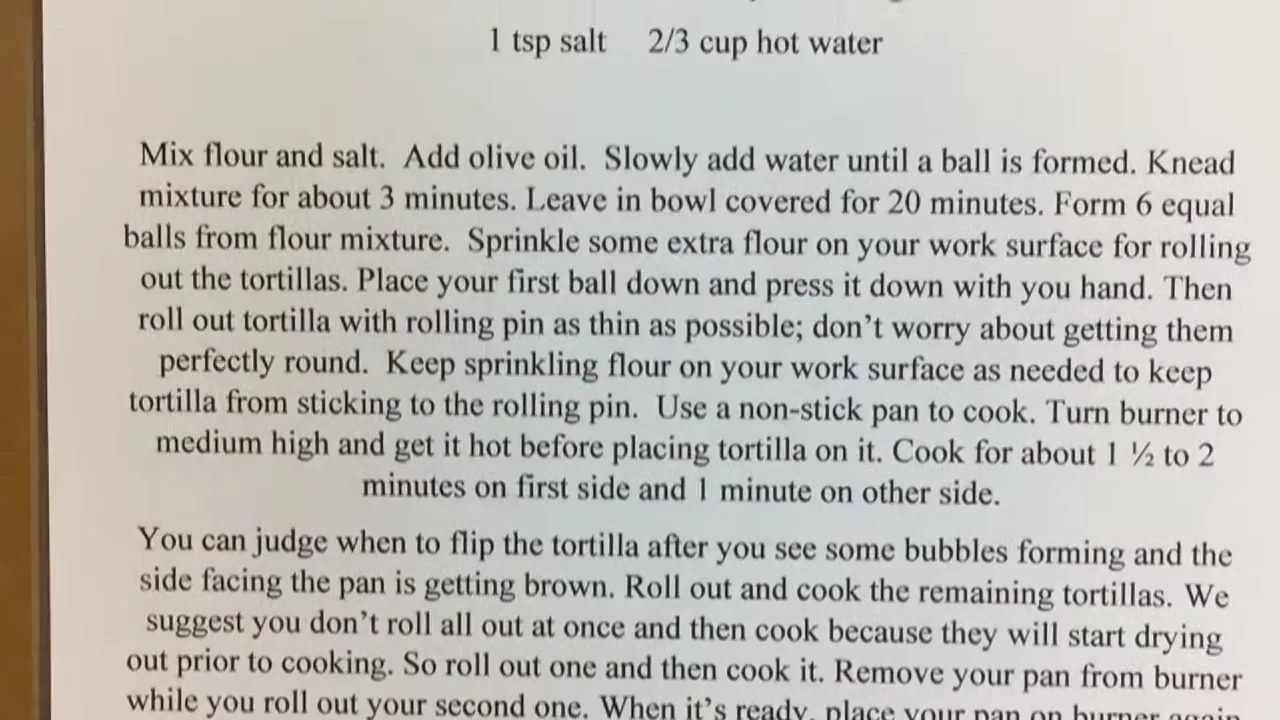 1 tsp salt 2/3 cup hot water
Mix flour and salt. Add olive oil. Slowly add water until a ball is formed. Knead
mixture for about 3 minutes. Leave in bowl covered for 20 minutes. Form 6 equal
balls from flour mixture. Sprinkle some extra flour on your work surface for rolling
out the tortillas. Place your first ball down and press it down with you hand. Then
roll out tortilla with rolling pin as thin as possible; don't worry about getting them
perfectly round. Keep sprinkling flour on your work surface as needed to keep
tortilla from sticking to the rolling pin. Use a non-stick pan to cook. Turn burner to
medium high and get it hot before placing tortilla on it. Cook for about 1 ½ to 2
minutes on first side and 1 minute on other side.
You can judge when to flip the tortilla after you see some bubbles forming and the
side facing the pan is getting brown. Roll out and cook the remaining tortillas. We
suggest you don't roll all out at once and then cook because they will start drying
out prior to cooking. So roll out one and then cook it. Remove your pan from burner
while you roll out your second one. When it's ready, place your pan on burner again